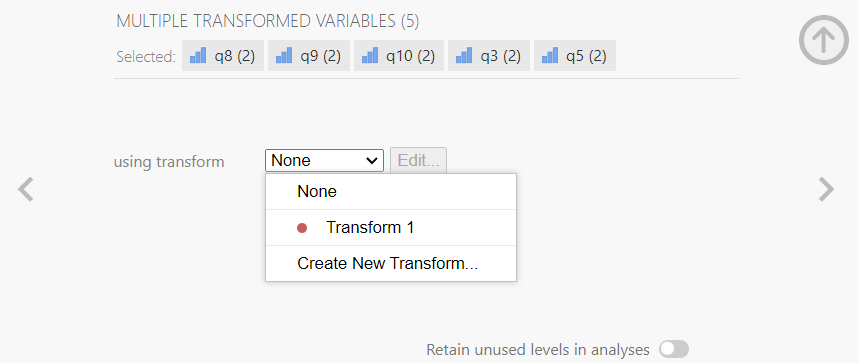 MULTIPLE TRANSFORMED VARIABLES (5)
Selected: q8 (2) q9 (2) q10 (2) q3 (2) q5 (2)
using transform None Edit...
None
Transform 1
Create New Transform...
Retain unused levels in analyses